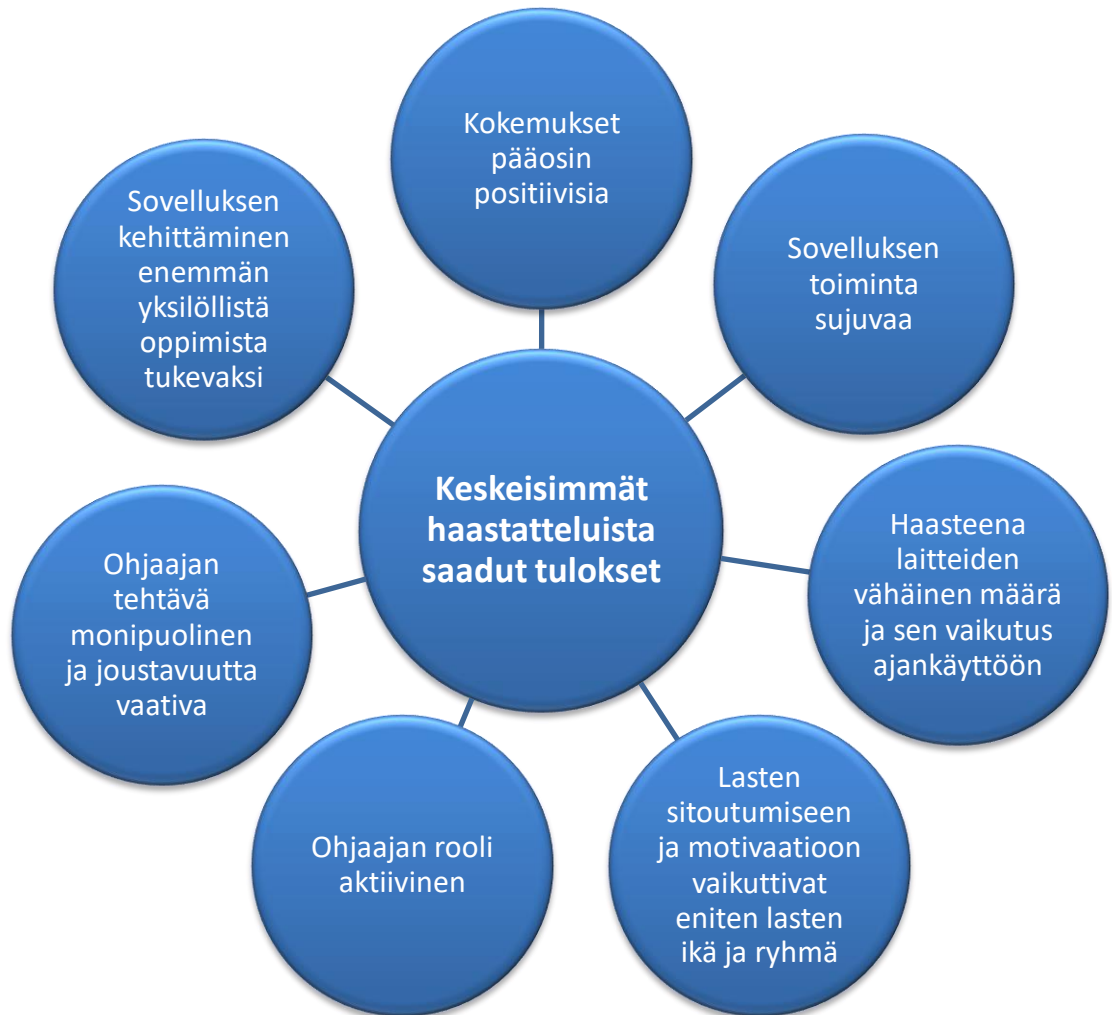 Kokemukset
pääosin
positiivisia
Sovelluksen
toiminta
sujuvaa
Haasteena
laitteiden
vähäinen määrä
ja sen vaikutus
ajankäyttöön
Lasten
sitoutumiseen
ja motivaatioon
vaikuttivat
eniten lasten
ikä ja ryhmä
Ohjaajan rooli
aktiivinen
Ohjaajan
tehtävä
monipuolinen
ja joustavuutta
vaativa
Sovelluksen
kehittäminen
enemmän
yksilöllistä
oppimista
tukevaksi
Keskeisimmät
haastatteluista
saadut tulokset